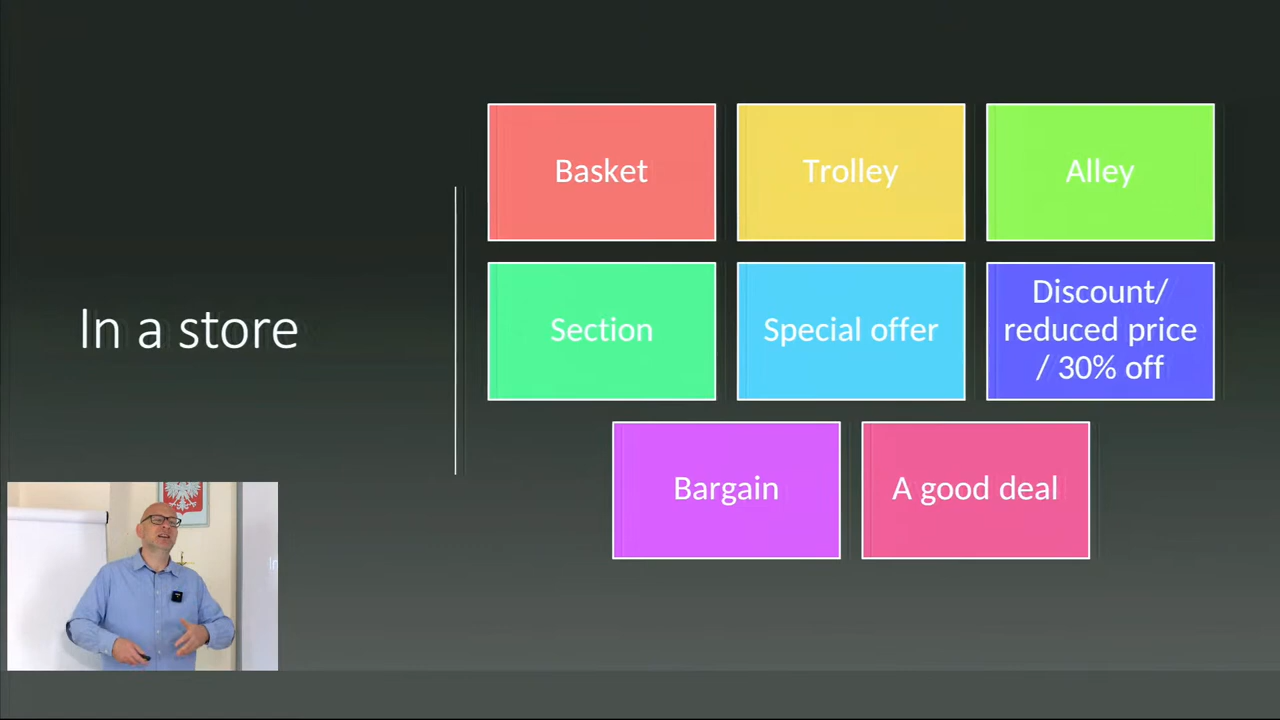 In a store
Basket
Trolley
Alley
Section
Special offer
Discount/
reduced price
/ 30% off
Bargain
A good deal